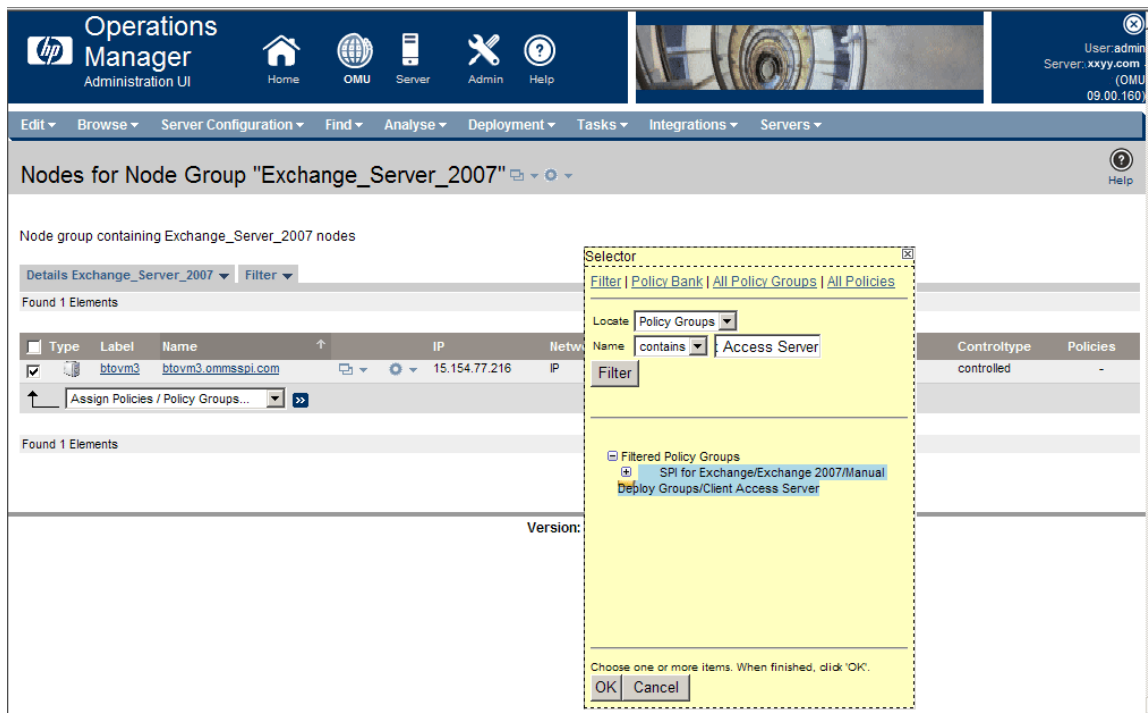 hp
Operations
Manager
Administration UI
Home
OMU
Server
Admin
Help
User:admin
Server: xxyy.com
(OMU
09.00.160)
Edit Browse Server Configuration Find Analyse Deployment Tasks Integrations Servers
Nodes for Node Group "Exchange_Server_2007"
Help
Node group containing Exchange_Server_2007 nodes
Details Exchange_Server_2007 Filter
Found 1 Elements
Type Label Name IP Netw Controltype Policies
btovm3 btovm3.ommsspi.com 15.154.77.216 IP controlled -
Assign Policies / Policy Groups...
Found 1 Elements
Version:
Selector
Filter | Policy Bank | All Policy Groups | All Policies
Locate Policy Groups
Name contains Access Server
Filter
Filtered Policy Groups
SPI for Exchange/Exchange 2007/Manual
Deploy Groups/Client Access Server
Choose one or more items. When finished, click 'OK'.
OK Cancel